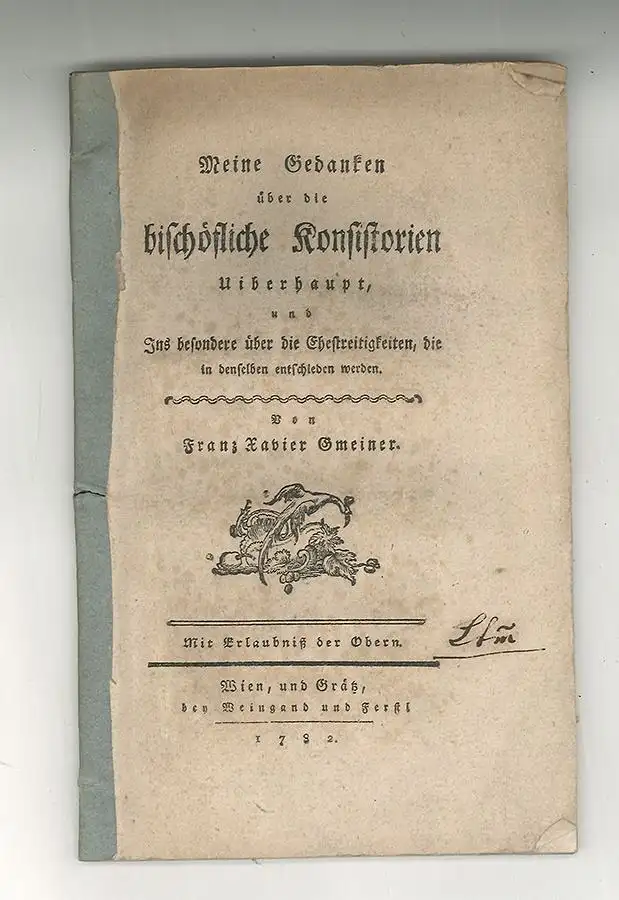 Meine Gedanken
über die
bischöfliche Konsistorien
Uiberhaupt,
und
Ins besondere über die Ehestreitigkeiten, die
in denselben entschieden werden.
Von
Franz Xavier Gmeiner.
Mit Erlaubniß der Obern.
Wien, und Grätz,
bey Weingand und Ferstl
1782.